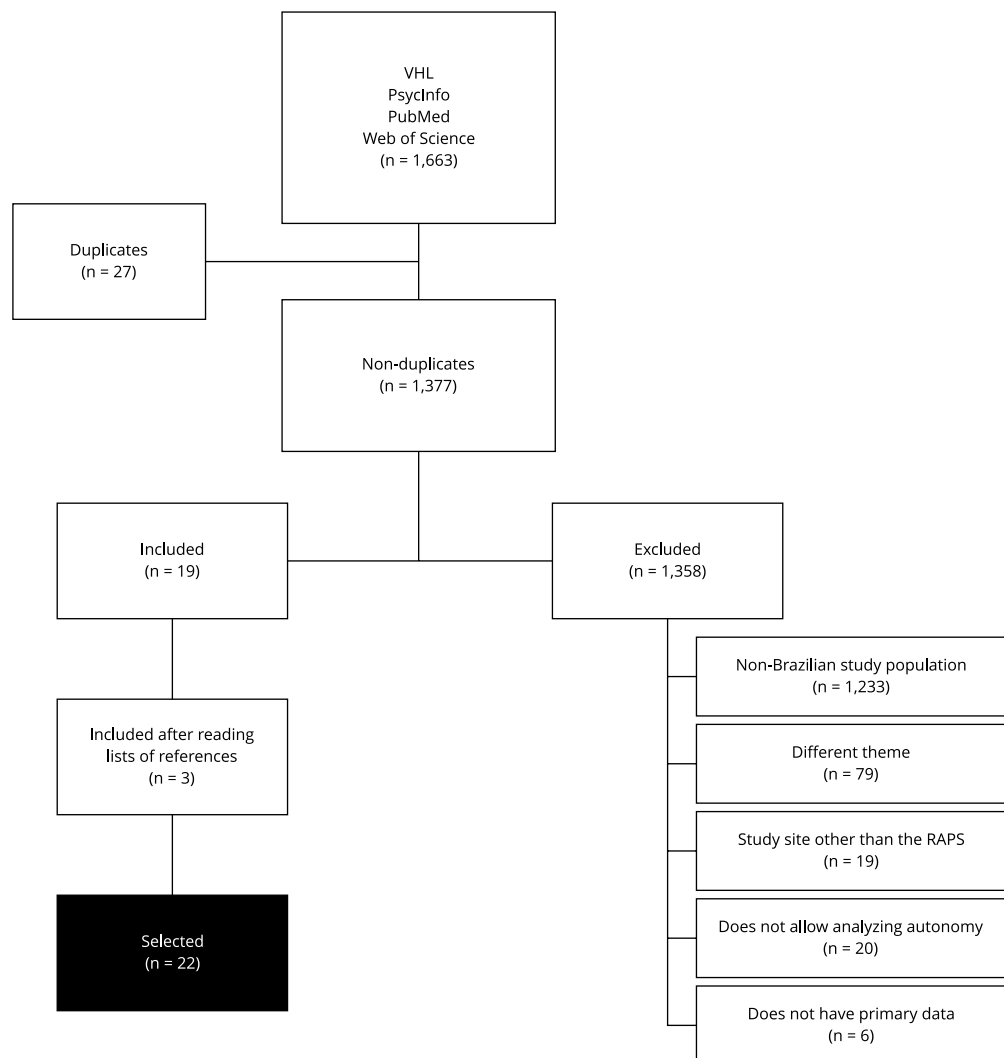 VHL
PsycInfo
PubMed
Web of Science
(n = 1,663)
Duplicates
(n = 27)
Non-duplicates
(n = 1,377)
Included
(n = 19)
Excluded
(n = 1,358)
Non-Brazilian study population
(n = 1,233)
Included after reading
lists of references
(n = 3)
Different theme
(n = 79)
Study site other than the RAPS
(n = 19)
Does not allow analyzing autonomy
(n = 20)
Selected
(n = 22)
Does not have primary data
(n = 6)